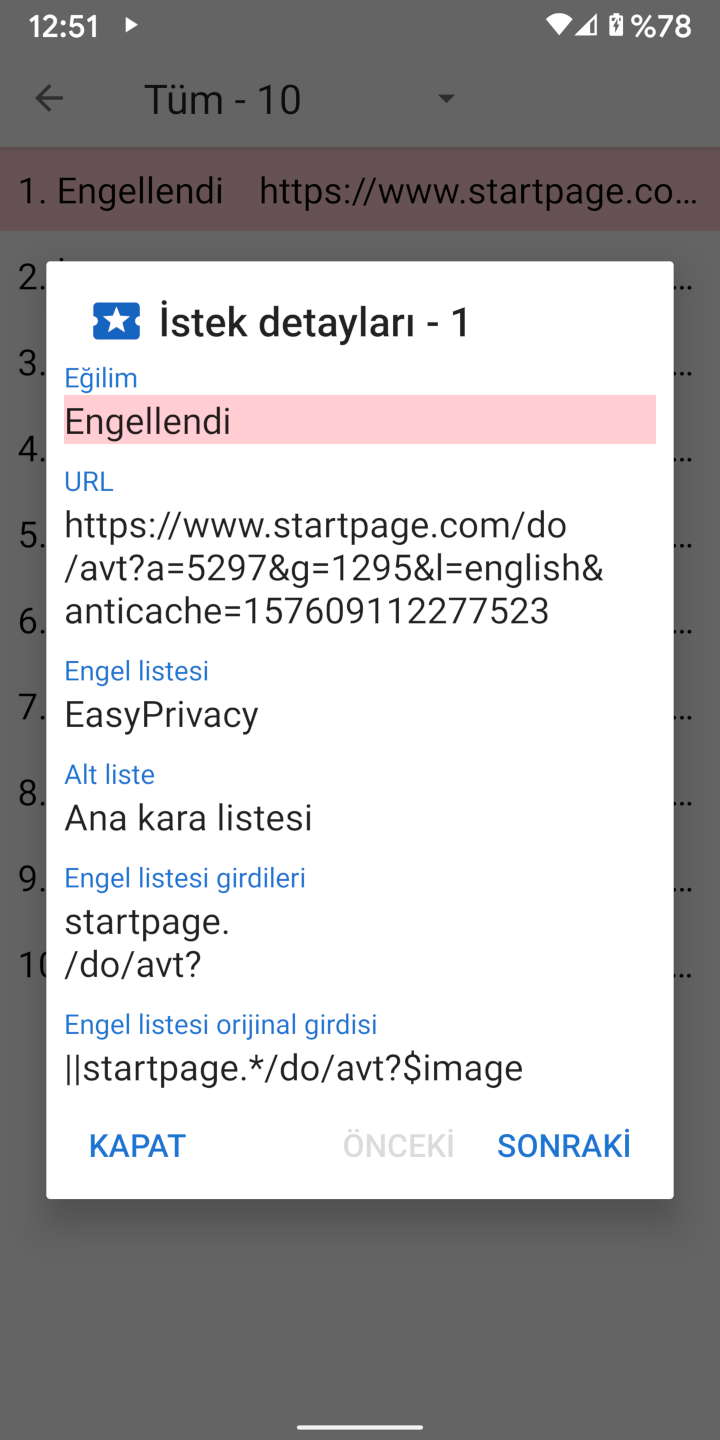 12:51
%78
Tüm - 10
1. Engellendi https://www.startpage.co...
2.
3.
4.
5.
6.
7.
8.
9.
10
İstek detayları - 1
Eğilim
Engellendi
URL
https://www.startpage.com/do
/avt?a=5297&g=1295&l=english&
anticache=157609112277523
Engel listesi
EasyPrivacy
Alt liste
Ana kara listesi
Engel listesi girdileri
startpage.
/do/avt?
Engel listesi orijinal girdisi
||startpage.*/do/avt?$image
KAPAT ÖNCEKİ SONRAKİ